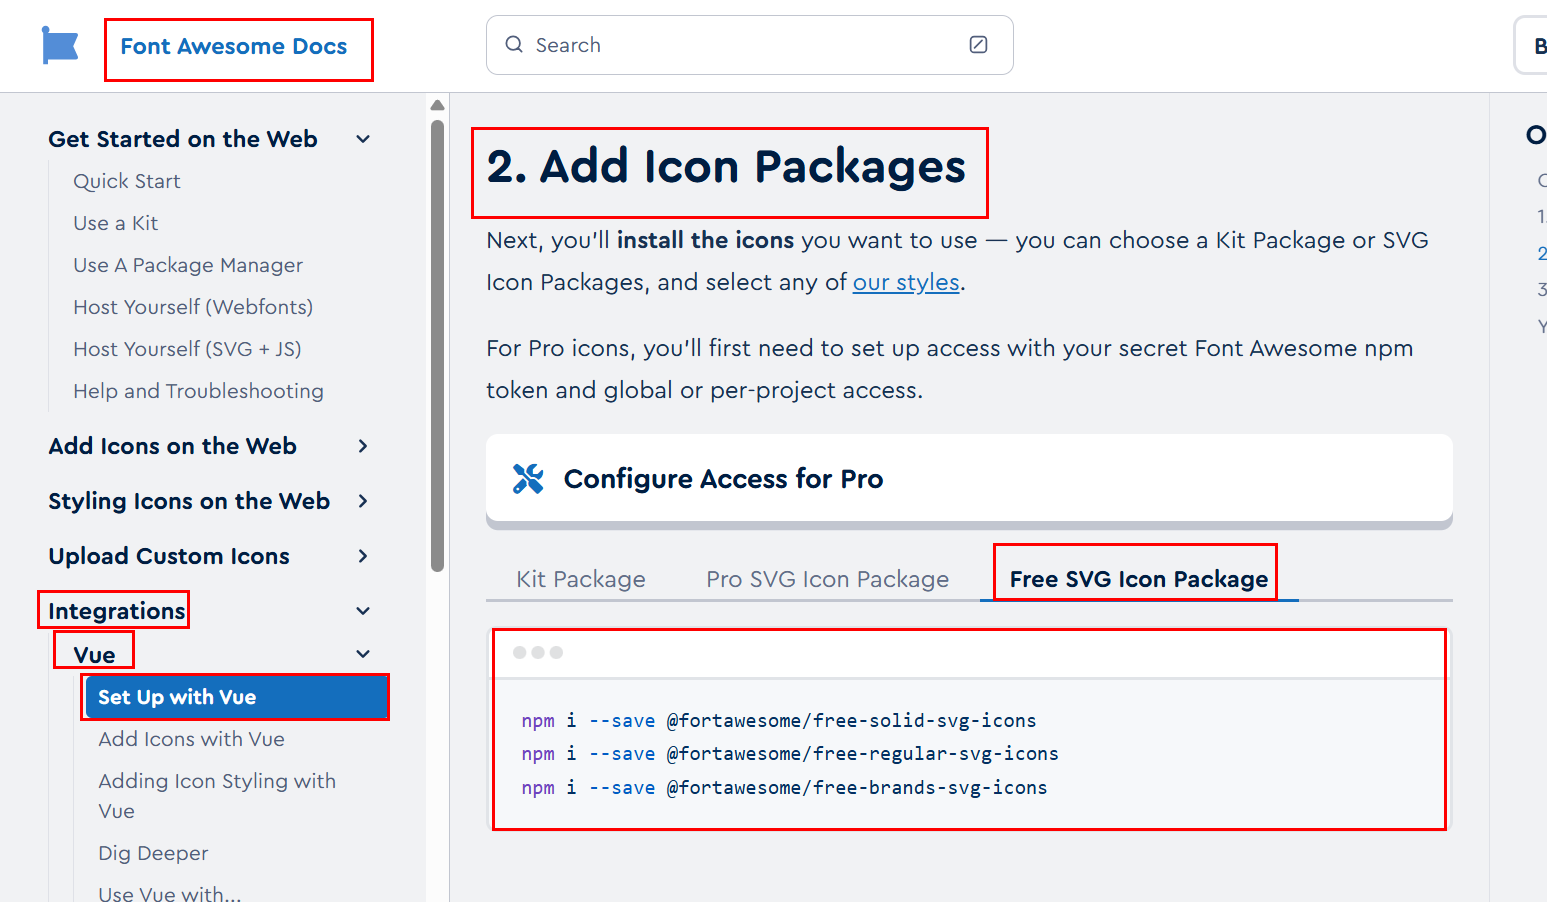 Font Awesome Docs
Search
B
Get Started on the Web
Quick Start
Use a Kit
Use A Package Manager
Host Yourself (Webfonts)
Host Yourself (SVG + JS)
Help and Troubleshooting
Add Icons on the Web
Styling Icons on the Web
Upload Custom Icons
Integrations
Vue
Set Up with Vue
Add Icons with Vue
Adding Icon Styling with
Vue
Dig Deeper
Use Vue with...
2. Add Icon Packages
Next, you’ll install the icons you want to use — you can choose a Kit Package or SVG
Icon Packages, and select any of our styles.
For Pro icons, you’ll first need to set up access with your secret Font Awesome npm
token and global or per-project access.
Configure Access for Pro
Kit Package Pro SVG Icon Package Free SVG Icon Package
npm i --save @fortawesome/free-solid-svg-icons
npm i --save @fortawesome/free-regular-svg-icons
npm i --save @fortawesome/free-brands-svg-icons
O
1.
2
3
Y